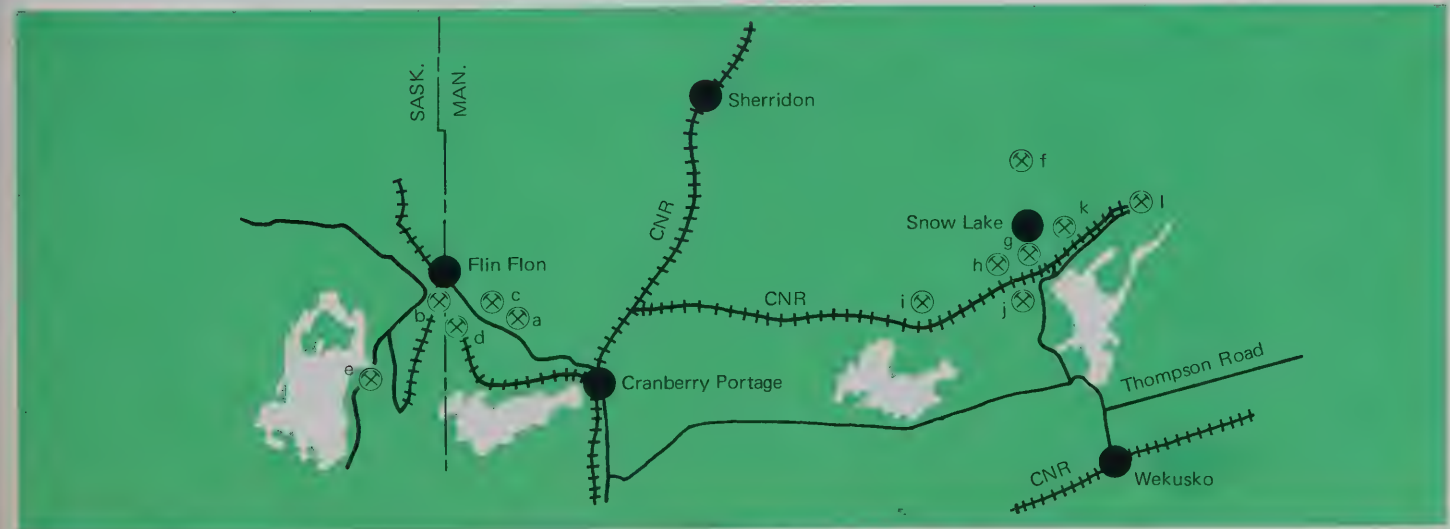 SASK.
MAN.
Sherridon
f
CNR
Snow Lake
k
l
g
h
Flin Flon
c
a
b
d
i
j
CNR
e
Cranberry Portage
Thompson Road
CNR
Wekusko